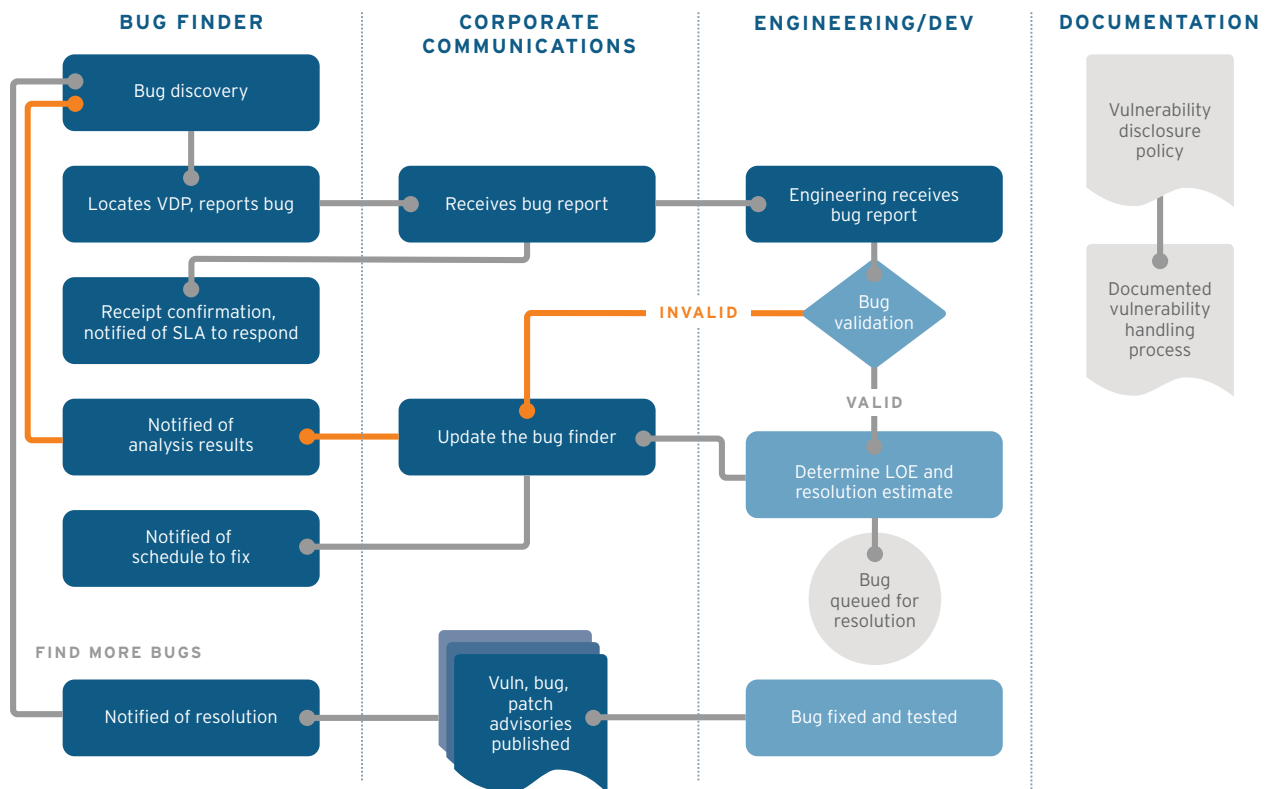 BUG FINDER
CORPORATE
COMMUNICATIONS
ENGINEERING/DEV
DOCUMENTATION
Bug discovery
Vulnerability
disclosure
policy
Locates VDP, reports bug
Receives bug report
Engineering receives
bug report
Receipt confirmation,
notified of SLA to respond
INVALID
Bug
validation
Documented
vulnerability
handling
process
VALID
Notified of
analysis results
Update the bug finder
Determine LOE and
resolution estimate
Notified of
schedule to fix
Bug
queued for
resolution
FIND MORE BUGS
Notified of resolution
Vuln, bug,
patch
advisories
published
Bug fixed and tested